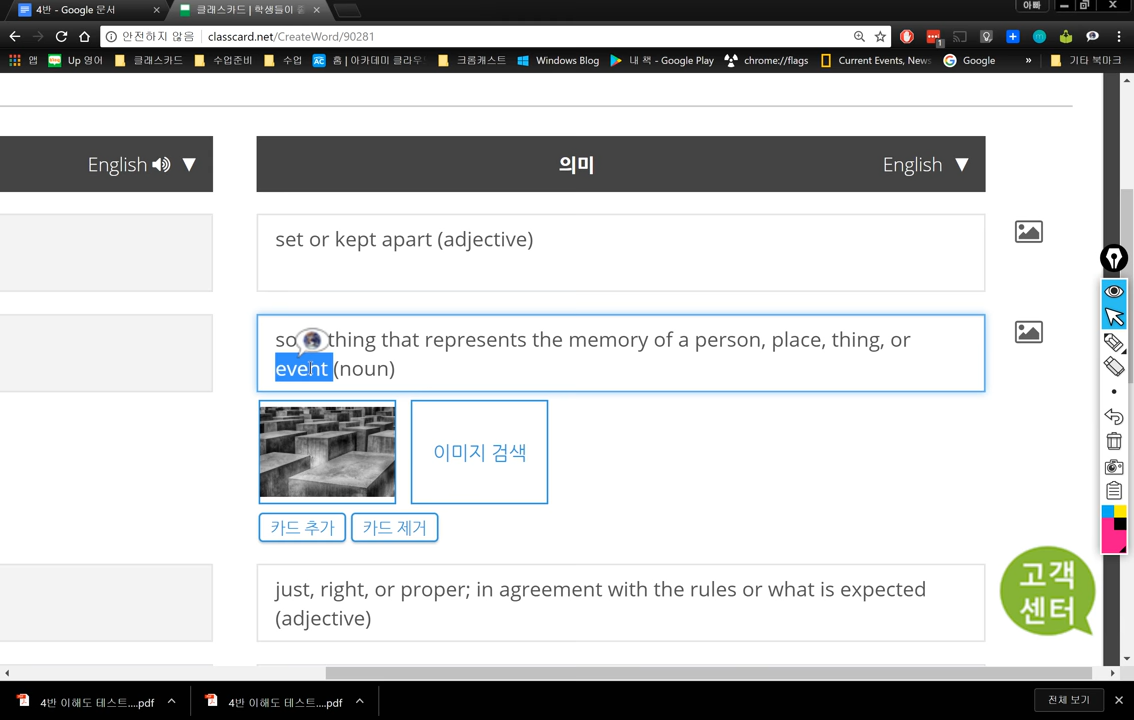 4반 - Google 문서
클래스카드 | 학생들이 즐
아빠
안전하지 않음
classcard.net/CreateWord/90281
1
앱
Up 영어
클래스카드
수업준비
수업
AC 홈 | 아카데미 클라우
크롬캐스트
Windows Blog
내 책 - Google Play
chrome://flags
Current Events, News
Google
»
기타 북마크
English
의미
English
set or kept apart (adjective)
thing that represents the memory of a person, place, thing, or
event (noun)
이미지 검색
카드 추가
카드 제거
just, right, or proper; in agreement with the rules or what is expected
(adjective)
고객
센터
4반 이해도 테스트....pdf
4반 이해도 테스트....pdf
전체 보기